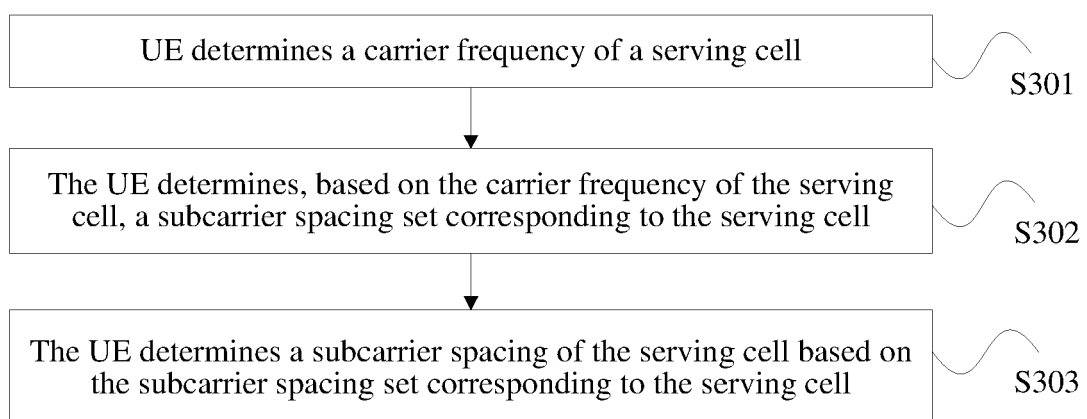 UE determines a carrier frequency of a serving cell
S301
The UE determines, based on the carrier frequency of the serving
cell, a subcarrier spacing set corresponding to the serving cell
S302
The UE determines a subcarrier spacing of the serving cell based on
the subcarrier spacing set corresponding to the serving cell
S303